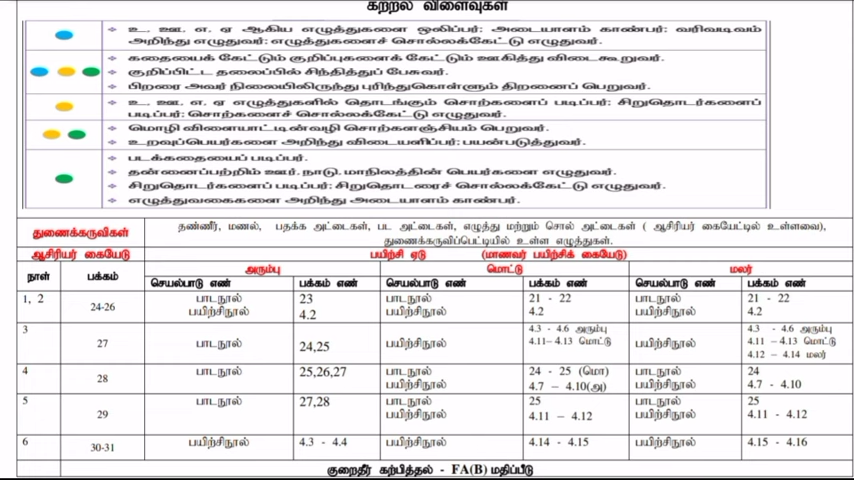 கற்றல் விளைவுகள்
❖ உ, ஊ, எ, ஏ ஆகிய எழுத்துகளை ஒலிப்பர்; அடையாளம் காண்பர்; வரிவடிவம்
அறிந்து எழுதுவர்; எழுத்துகளைச் சொல்லக்கேட்டு எழுதுவர்.
❖ கதையைக் கேட்டும் குறிப்புகளைக் கேட்டும் ஊகித்து விடைகூறுவர்.
❖ குறிப்பிட்ட தலைப்பில் சிந்தித்துப் பேசுவர்.
❖ பிறரை அவர் நிலையிலிருந்து புரிந்துகொள்ளும் திறனைப் பெறுவர்.
❖ உ, ஊ, எ, ஏ எழுத்துகளில் தொடங்கும் சொற்களைப் படிப்பர்; சிறுதொடர்களைப்
படிப்பர்; சொற்களைச் சொல்லக்கேட்டு எழுதுவர்.
❖ மொழி விளையாட்டின்வழி சொற்களஞ்சியம் பெறுவர்.
❖ உறவுப்பெயர்களை அறிந்து விடையளிப்பர்; பயன்படுத்துவர்.
❖ படக்கதையைப் படிப்பர்.
❖ தன்னைப்பற்றிம் ஊர், நாடு, மாநிலத்தின் பெயர்களை எழுதுவர்.
❖ சிறுதொடர்களைப் படிப்பர்; சிறுதொடரைச் சொல்லக்கேட்டு எழுதுவர்.
❖ எழுத்துவகைகளை அறிந்து அடையாளம் காண்பர்.
துணைக்கருவிகள் தண்ணீர், மணல், பதக்க அட்டைகள், பட அட்டைகள், எழுத்து மற்றும் சொல் அட்டைகள் ( ஆசிரியர் கையேட்டில் உள்ளவை),
துணைக்கருவிப்பெட்டியில் உள்ள எழுத்துகள்.
ஆசிரியர் கையேடு பயிற்சி ஏடு (மாணவர் பயிற்சிக் கையேடு)
நாள் பக்கம் அரும்பு மொட்டு மலர்
செயல்பாடு எண் பக்கம் எண் செயல்பாடு எண் பக்கம் எண் செயல்பாடு எண் பக்கம் எண்
1, 2 24-26 பாடநூல் 23 பாடநூல் 21 - 22 பாடநூல் 21 - 22
பயிற்சிநூல் 4.2 பயிற்சிநூல் 4.2 பயிற்சிநூல் 4.2
3 27 பாடநூல் 24,25 பயிற்சிநூல் 4.3 - 4.6 அரும்பு பயிற்சிநூல் 4.3 - 4.6 அரும்பு
4.11– 4.13 மொட்டு 4.11 – 4.13 மொட்டு
4.12 – 4.14 மலர்
4 28 பாடநூல் 25,26,27 பாடநூல் 24 - 25 (மொ) பாடநூல் 24
பயிற்சிநூல் 4.7 – 4.10(அ) பயிற்சிநூல் 4.7 - 4.10
5 29 பாடநூல் 27,28 பாடநூல் 25 பாடநூல் 25
பயிற்சிநூல் 4.11 – 4.12 பயிற்சிநூல் 4.11 - 4.12
6 30-31 பயிற்சிநூல் 4.3 - 4.4 பயிற்சிநூல் 4.14 - 4.15 பயிற்சிநூல் 4.15 - 4.16
குறைதீர் கற்பித்தல் - FA(B) மதிப்பீடு